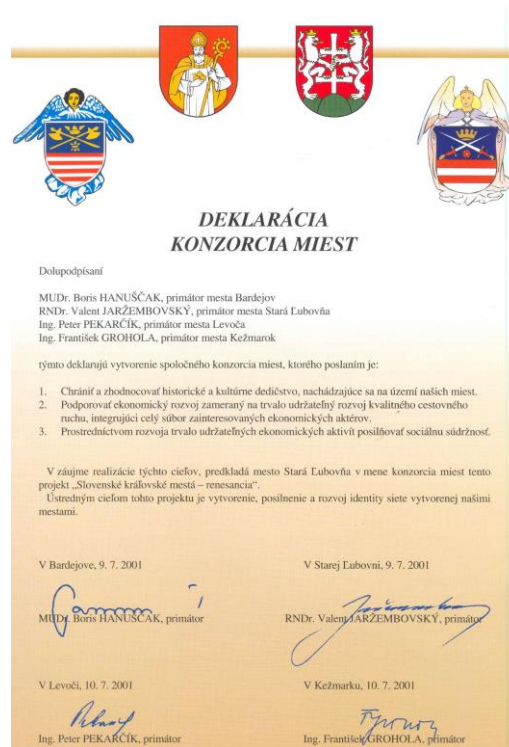 DEKLARÁCIA
KONZORCIA MIEST
Dolupodpísaní
MUDr. Boris HANUŠČAK, primátor mesta Bardejov
RNDr. Valent JARŽEMBOVSKÝ, primátor mesta Stará Ľubovňa
Ing. Peter PEKARČÍK, primátor mesta Levoča
Ing. František GROHOLA, primátor mesta Kežmarok
týmto deklarujú vytvorenie spoločného konzorcia miest, ktorého poslaním je:
1. Chrániť a zhodnocovať historické a kultúrne dedičstvo, nachádzajúce sa na území našich miest.
2. Podporovať ekonomický rozvoj zameraný na trvalo udržateľný rozvoj kvalitného cestovného
ruchu, integrujúci celý súbor zainteresovaných ekonomických aktérov.
3. Prostredníctvom rozvoja trvalo udržateľných ekonomických aktivít posilňovať sociálnu súdržnosť.
V záujme realizácie týchto cieľov, predkladá mesto Stará Ľubovňa v mene konzorcia miest tento
projekt „Slovenské kráľovské mestá – renesancia“.
Ústredným cieľom tohto projektu je vytvorenie, posilnenie a rozvoj identity siete vytvorenej našimi
mestami.
V Bardejove, 9. 7. 2001
V Starej Ľubovni, 9. 7. 2001
MUDr. Boris HANUŠČAK, primátor
RNDr. Valent JARŽEMBOVSKÝ, primátor
V Levoči, 10. 7. 2001
V Kežmarku, 10. 7. 2001
Ing. Peter PEKARČÍK, primátor
Ing. František GROHOLA, primátor